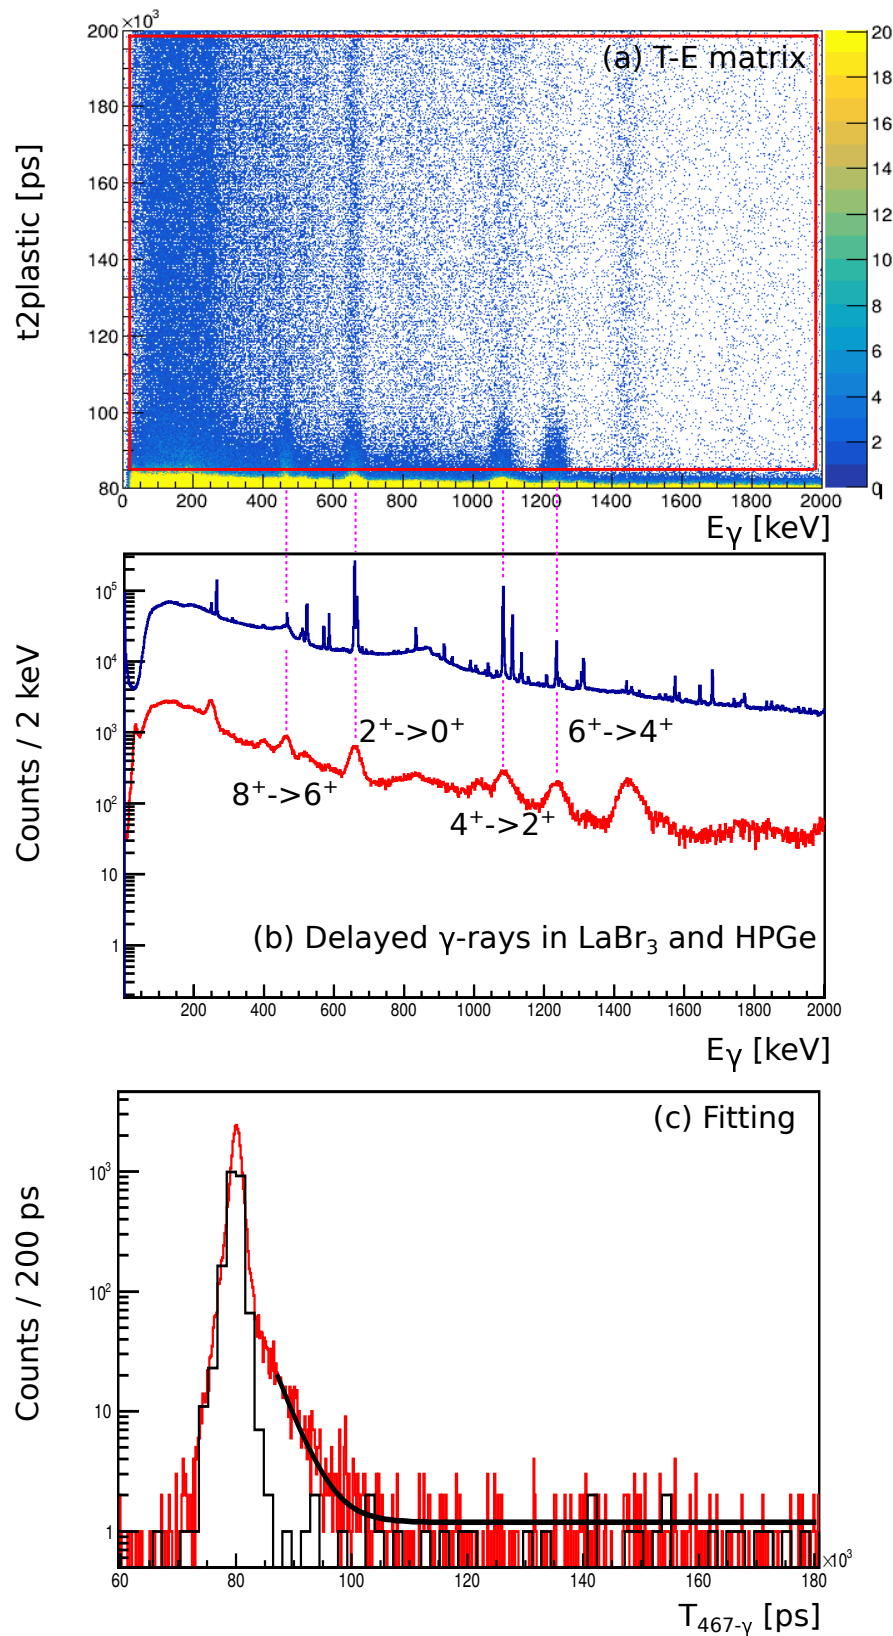 ×10³
200
180
160
140
120
100
80
t2plastic [ps]
(a) T-E matrix
20
18
16
14
12
10
8
6
4
2
0
0 200 400 600 800 1000 1200 1400 1600 1800 2000
Eγ [keV]
10⁵
10⁴
10³
10²
10
1
Counts / 2 keV
2⁺->0⁺
6⁺->4⁺
8⁺->6⁺
4⁺->2⁺
(b) Delayed γ-rays in LaBr₃ and HPGe
200 400 600 800 1000 1200 1400 1600 1800 2000
Eγ [keV]
(c) Fitting
10³
10²
10
1
Counts / 200 ps
×10³
60 80 100 120 140 160 180
T₄₆₇₋γ [ps]